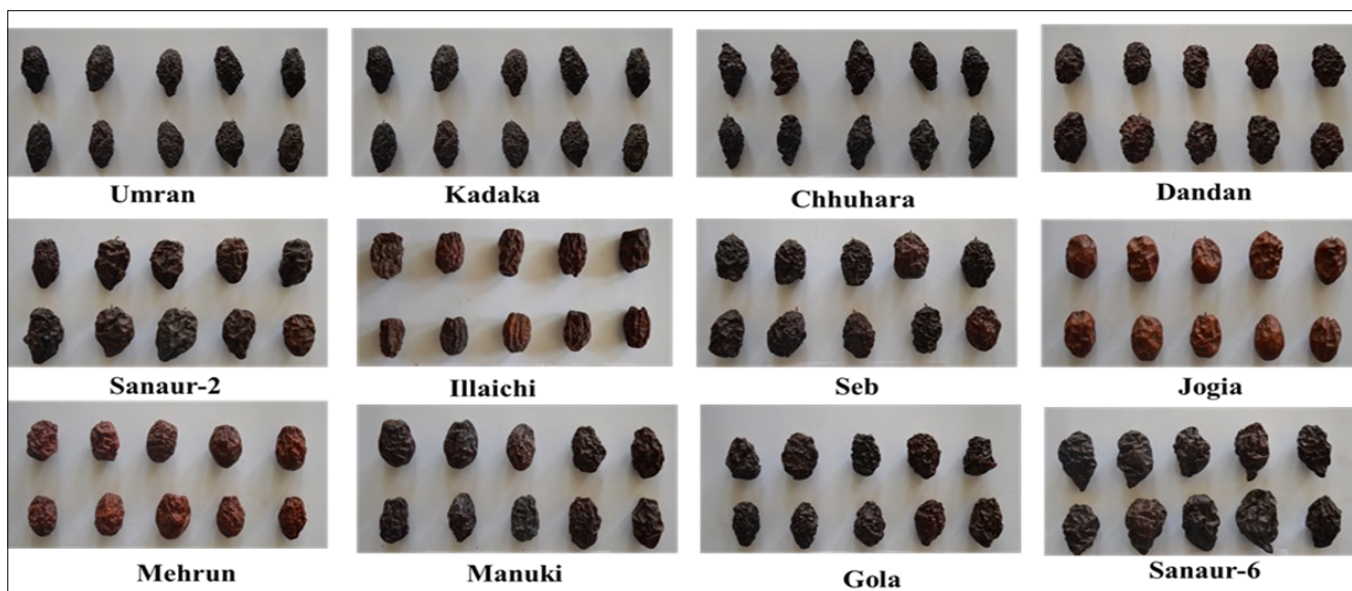 Umran
Kadaka
Chhuhara
Dandan
Sanaur-2
Illaichi
Seb
Jogia
Mehrun
Manuki
Gola
Sanaur-6